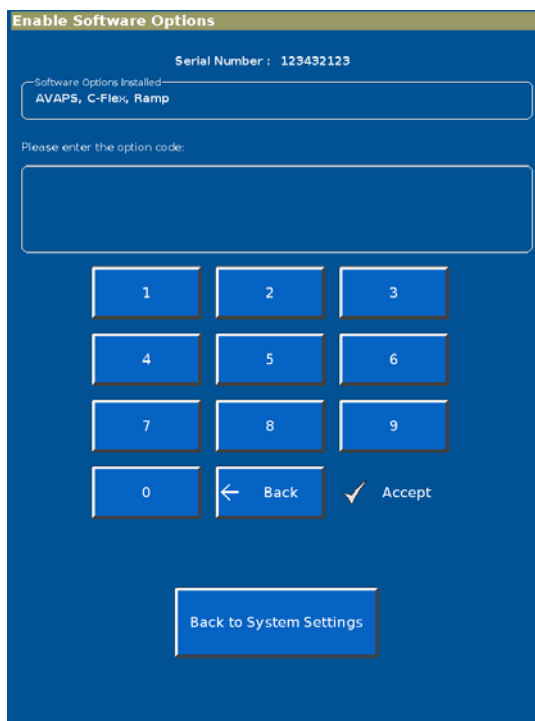 Enable Software Options
Serial Number : 123432123
Software Options Installed
AVAPS, C-Flex, Ramp
Please enter the option code:
1 2 3
4 5 6
7 8 9
0 Back Accept
Back to System Settings